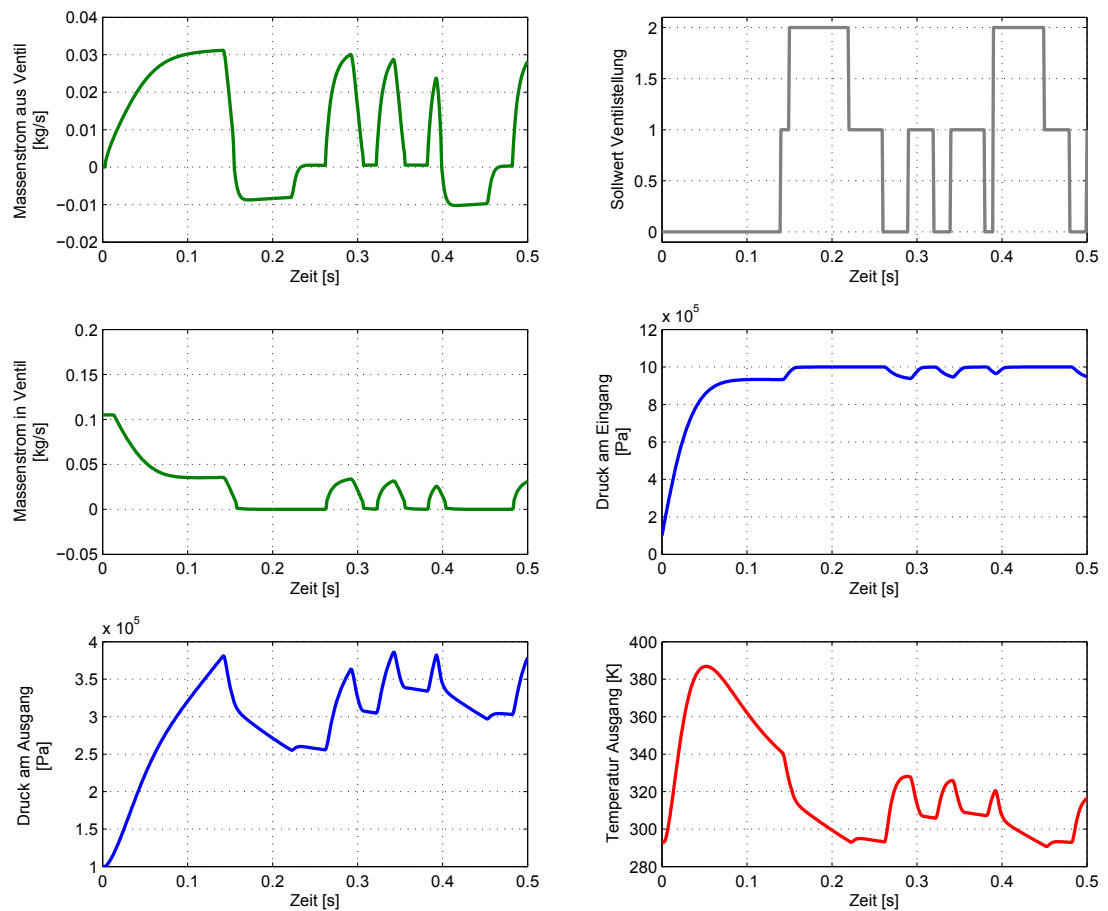 Massenstrom aus Ventil
[kg/s]
0.04
0.03
0.02
0.01
0
−0.01
−0.02
0 0.1 0.2 0.3 0.4 0.5
Zeit [s]
Sollwert Ventilstellung
2
1.5
1
0.5
0
0 0.1 0.2 0.3 0.4 0.5
Zeit [s]
Massenstrom in Ventil
[kg/s]
0.2
0.15
0.1
0.05
0
−0.05
0 0.1 0.2 0.3 0.4 0.5
Zeit [s]
x 10⁵
Druck am Eingang
[Pa]
12
10
8
6
4
2
0
0 0.1 0.2 0.3 0.4 0.5
Zeit [s]
x 10⁵
Druck am Ausgang
[Pa]
4
3.5
3
2.5
2
1.5
1
0 0.1 0.2 0.3 0.4 0.5
Zeit [s]
Temperatur Ausgang [K]
400
380
360
340
320
300
280
0 0.1 0.2 0.3 0.4 0.5
Zeit [s]